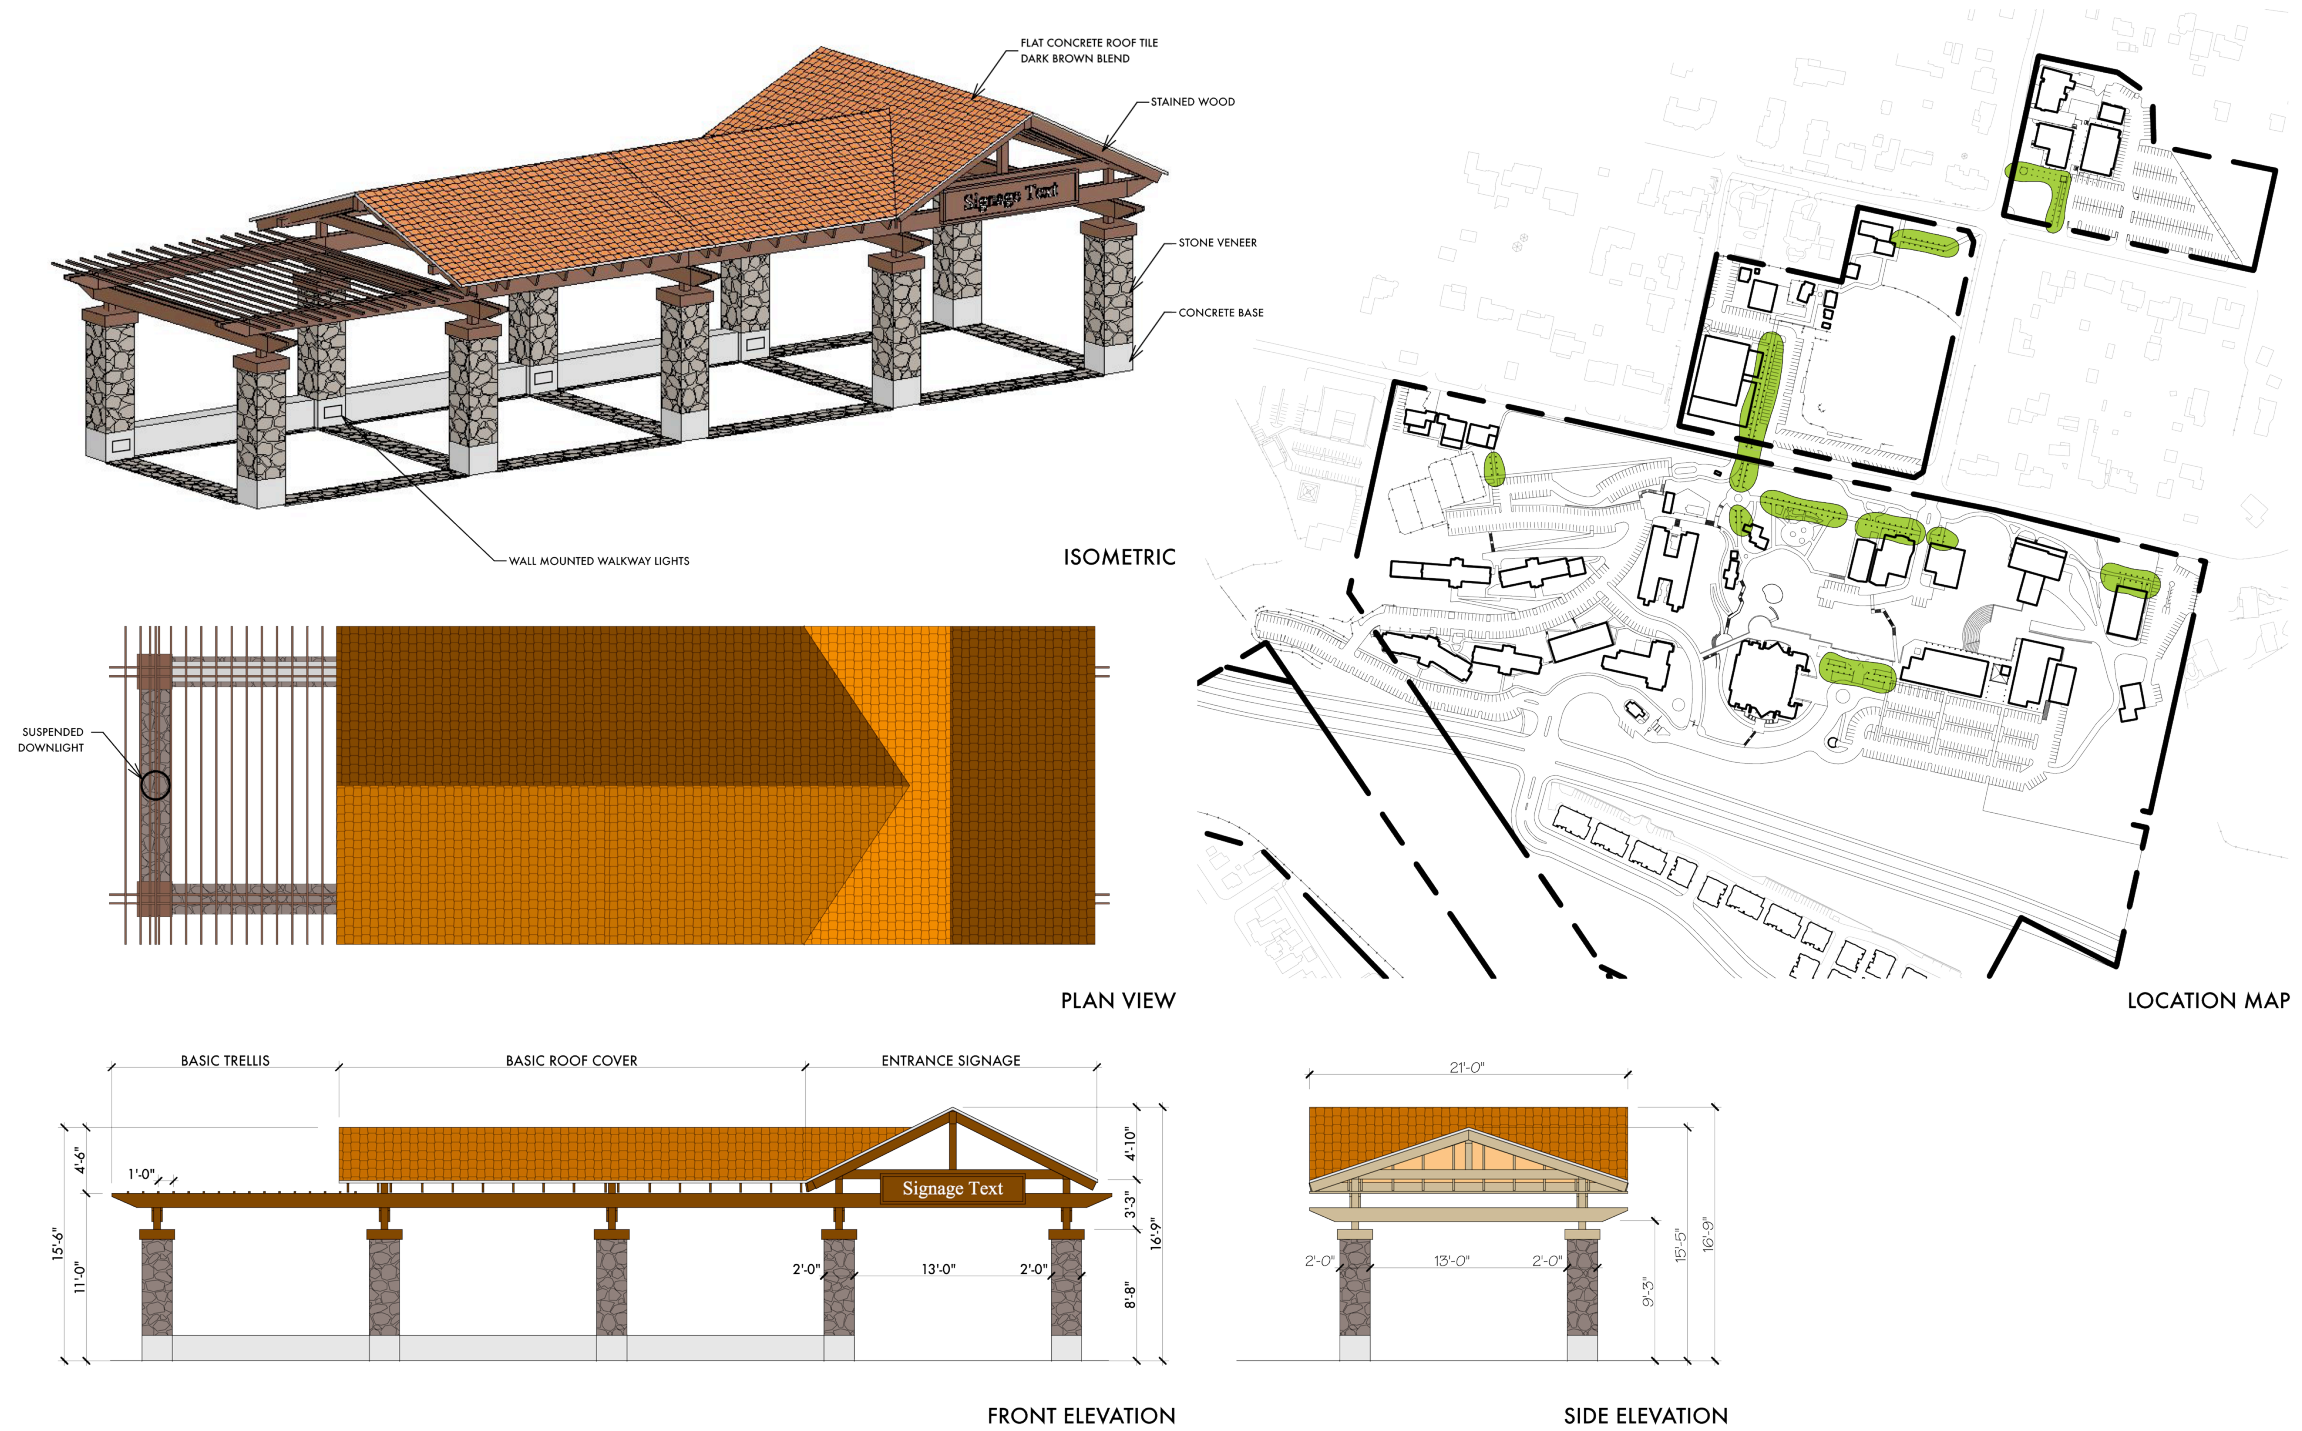 FLAT CONCRETE ROOF TILE
DARK BROWN BLEND
STAINED WOOD
Signage Text
STONE VENEER
CONCRETE BASE
WALL MOUNTED WALKWAY LIGHTS
ISOMETRIC
SUSPENDED
DOWNLIGHT
PLAN VIEW
LOCATION MAP
BASIC TRELLIS
BASIC ROOF COVER
ENTRANCE SIGNAGE
15'-6"
4'-6"
11'-0"
1'-0"
Signage Text
2'-0"
13'-0"
2'-0"
4'-10"
3'-3"
8'-8"
16'-9"
FRONT ELEVATION
21'-0"
2'-0"
13'-0"
2'-0"
9'-3"
15'-5"
16'-9"
SIDE ELEVATION